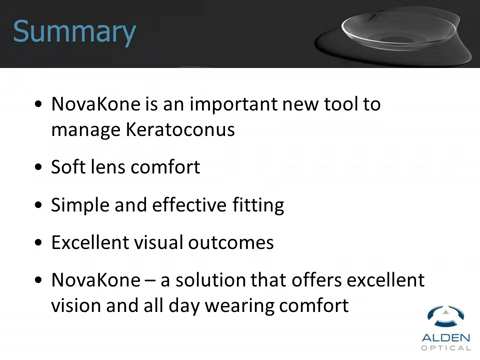 Summary
• NovaKone is an important new tool to
manage Keratoconus
• Soft lens comfort
• Simple and effective fitting
• Excellent visual outcomes
• NovaKone – a solution that offers excellent
vision and all day wearing comfort
ALDEN
OPTICAL